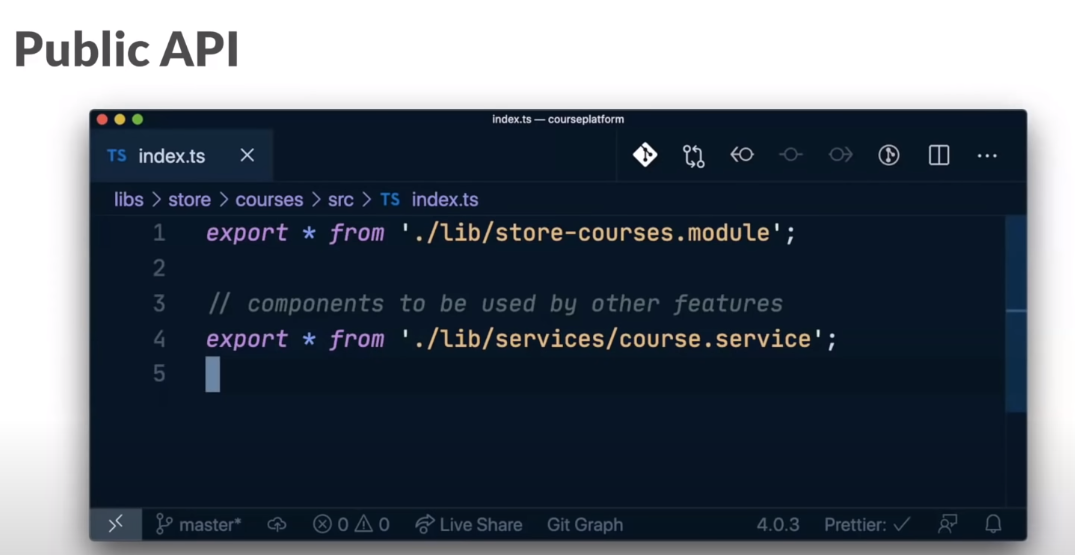 Public API
index.ts — courseplatform
TS index.ts
libs > store > courses > src > TS index.ts
1 export * from './lib/store-courses.module';
2
3 // components to be used by other features
4 export * from './lib/services/course.service';
5
master* 0 0 Live Share Git Graph 4.0.3 Prettier: ✓